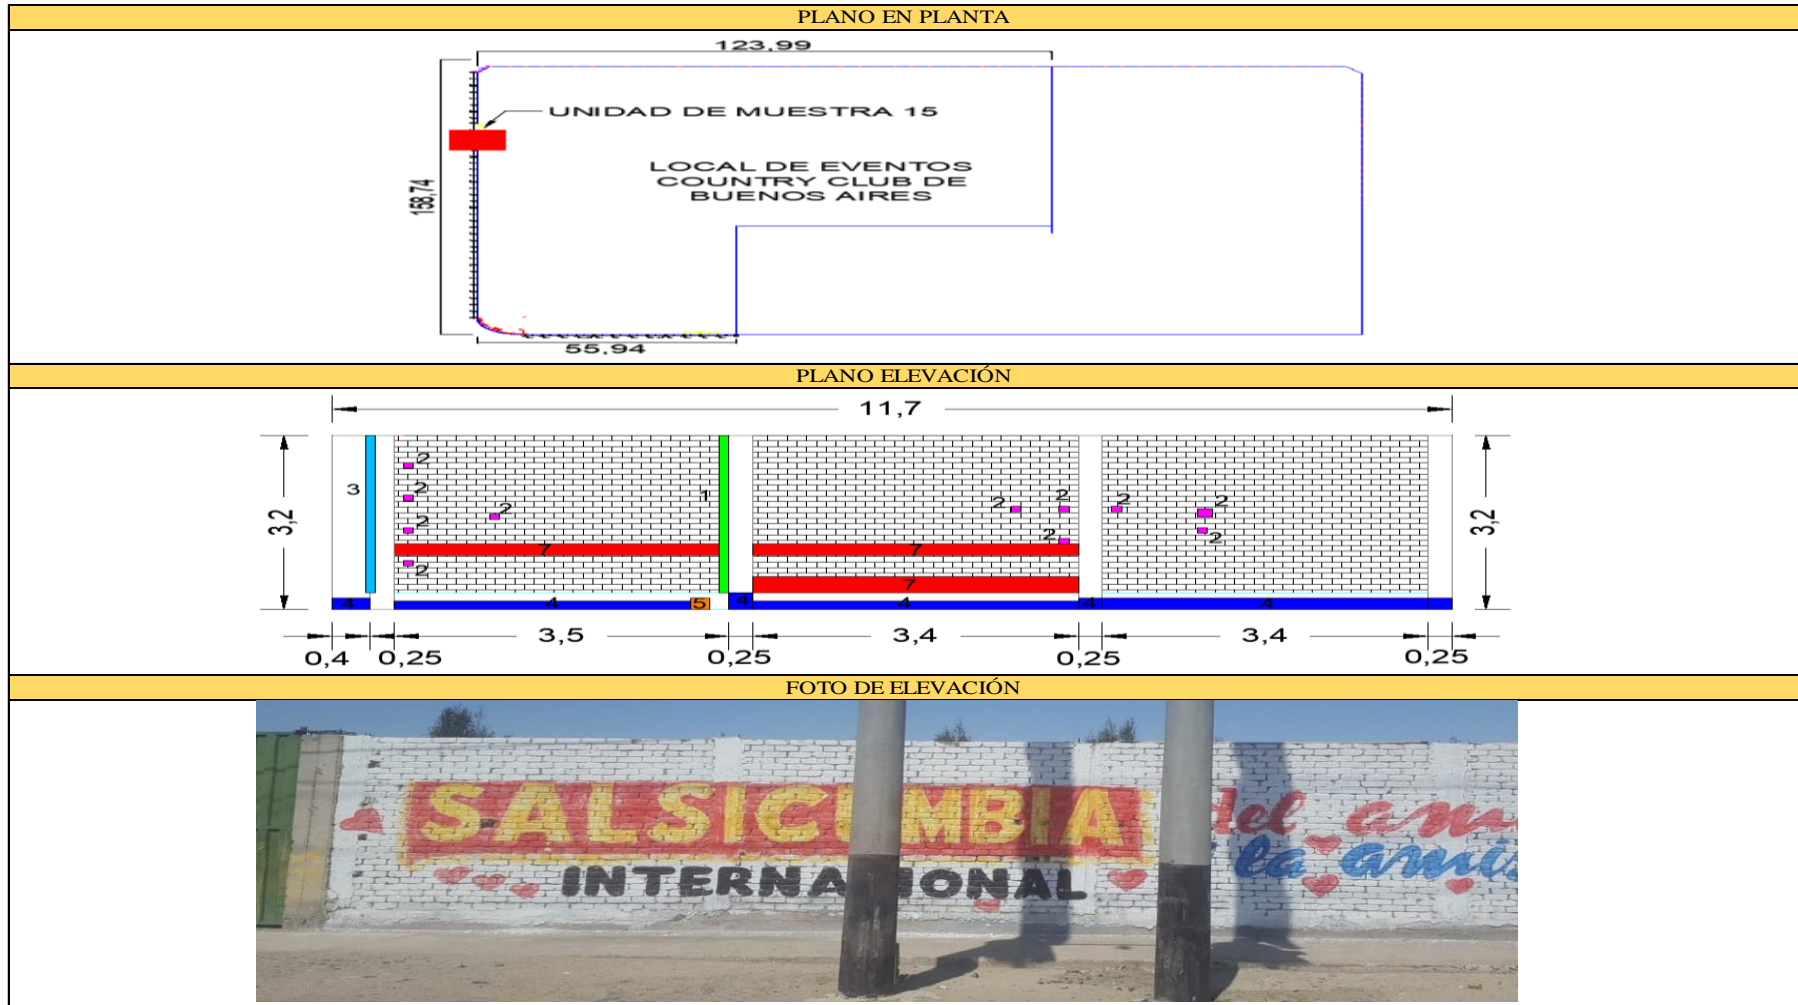 PLANO EN PLANTA
123,99
UNIDAD DE MUESTRA 15
LOCAL DE EVENTOS
COUNTRY CLUB DE
BUENOS AIRES
158,74
55,94
PLANO ELEVACIÓN
11,7
2
3 2 1 2 2 2 2
2 2
3,2 2 2 2 3,2
7 7
2 7
4 4 5 4 4 4 4
3,5 3,4 3,4
0,4 0,25 0,25 0,25 0,25
FOTO DE ELEVACIÓN
SALSICUMBIA del
INTERNACIONAL la